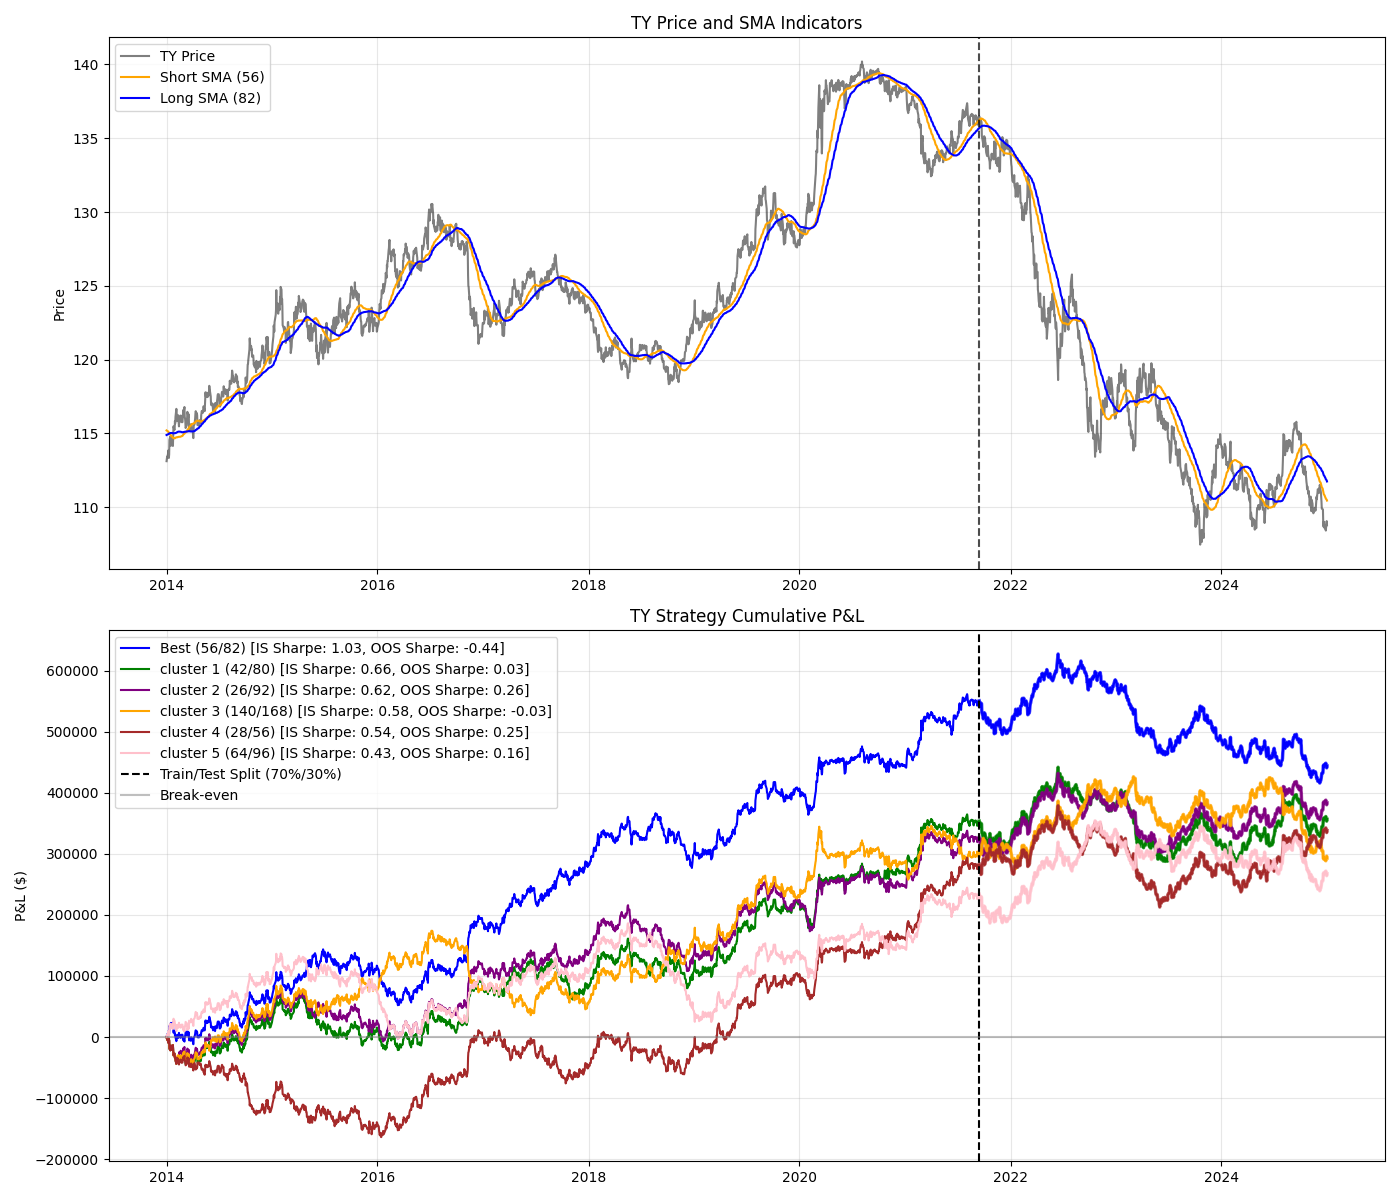 TY Price and SMA Indicators
TY Price
Short SMA (56)
Long SMA (82)
Price
140
135
130
125
120
115
110
2014
2016
2018
2020
2022
2024
TY Strategy Cumulative P&L
Best (56/82) [IS Sharpe: 1.03, OOS Sharpe: -0.44]
cluster 1 (42/80) [IS Sharpe: 0.66, OOS Sharpe: 0.03]
cluster 2 (26/92) [IS Sharpe: 0.62, OOS Sharpe: 0.26]
cluster 3 (140/168) [IS Sharpe: 0.58, OOS Sharpe: -0.03]
cluster 4 (28/56) [IS Sharpe: 0.54, OOS Sharpe: 0.25]
cluster 5 (64/96) [IS Sharpe: 0.43, OOS Sharpe: 0.16]
Train/Test Split (70%/30%)
Break-even
P&L ($)
600000
500000
400000
300000
200000
100000
0
−100000
−200000
2014
2016
2018
2020
2022
2024